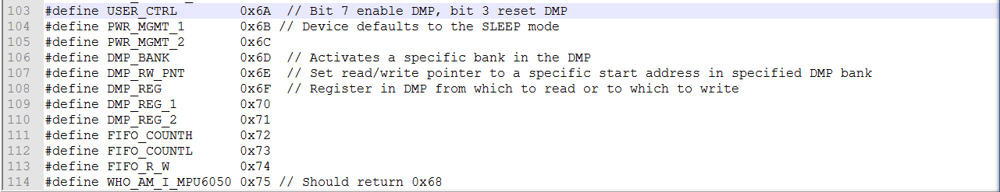 103 #define USER_CTRL        0x6A  // Bit 7 enable DMP, bit 3 reset DMP
104 #define PWR_MGMT_1       0x6B // Device defaults to the SLEEP mode
105 #define PWR_MGMT_2       0x6C
106 #define DMP_BANK         0x6D  // Activates a specific bank in the DMP
107 #define DMP_RW_PNT       0x6E  // Set read/write pointer to a specific start address in specified DMP bank
108 #define DMP_REG          0x6F  // Register in DMP from which to read or to which to write
109 #define DMP_REG_1        0x70
110 #define DMP_REG_2        0x71
111 #define FIFO_COUNTH      0x72
112 #define FIFO_COUNTL      0x73
113 #define FIFO_R_W         0x74
114 #define WHO_AM_I_MPU6050 0x75 // Should return 0x68